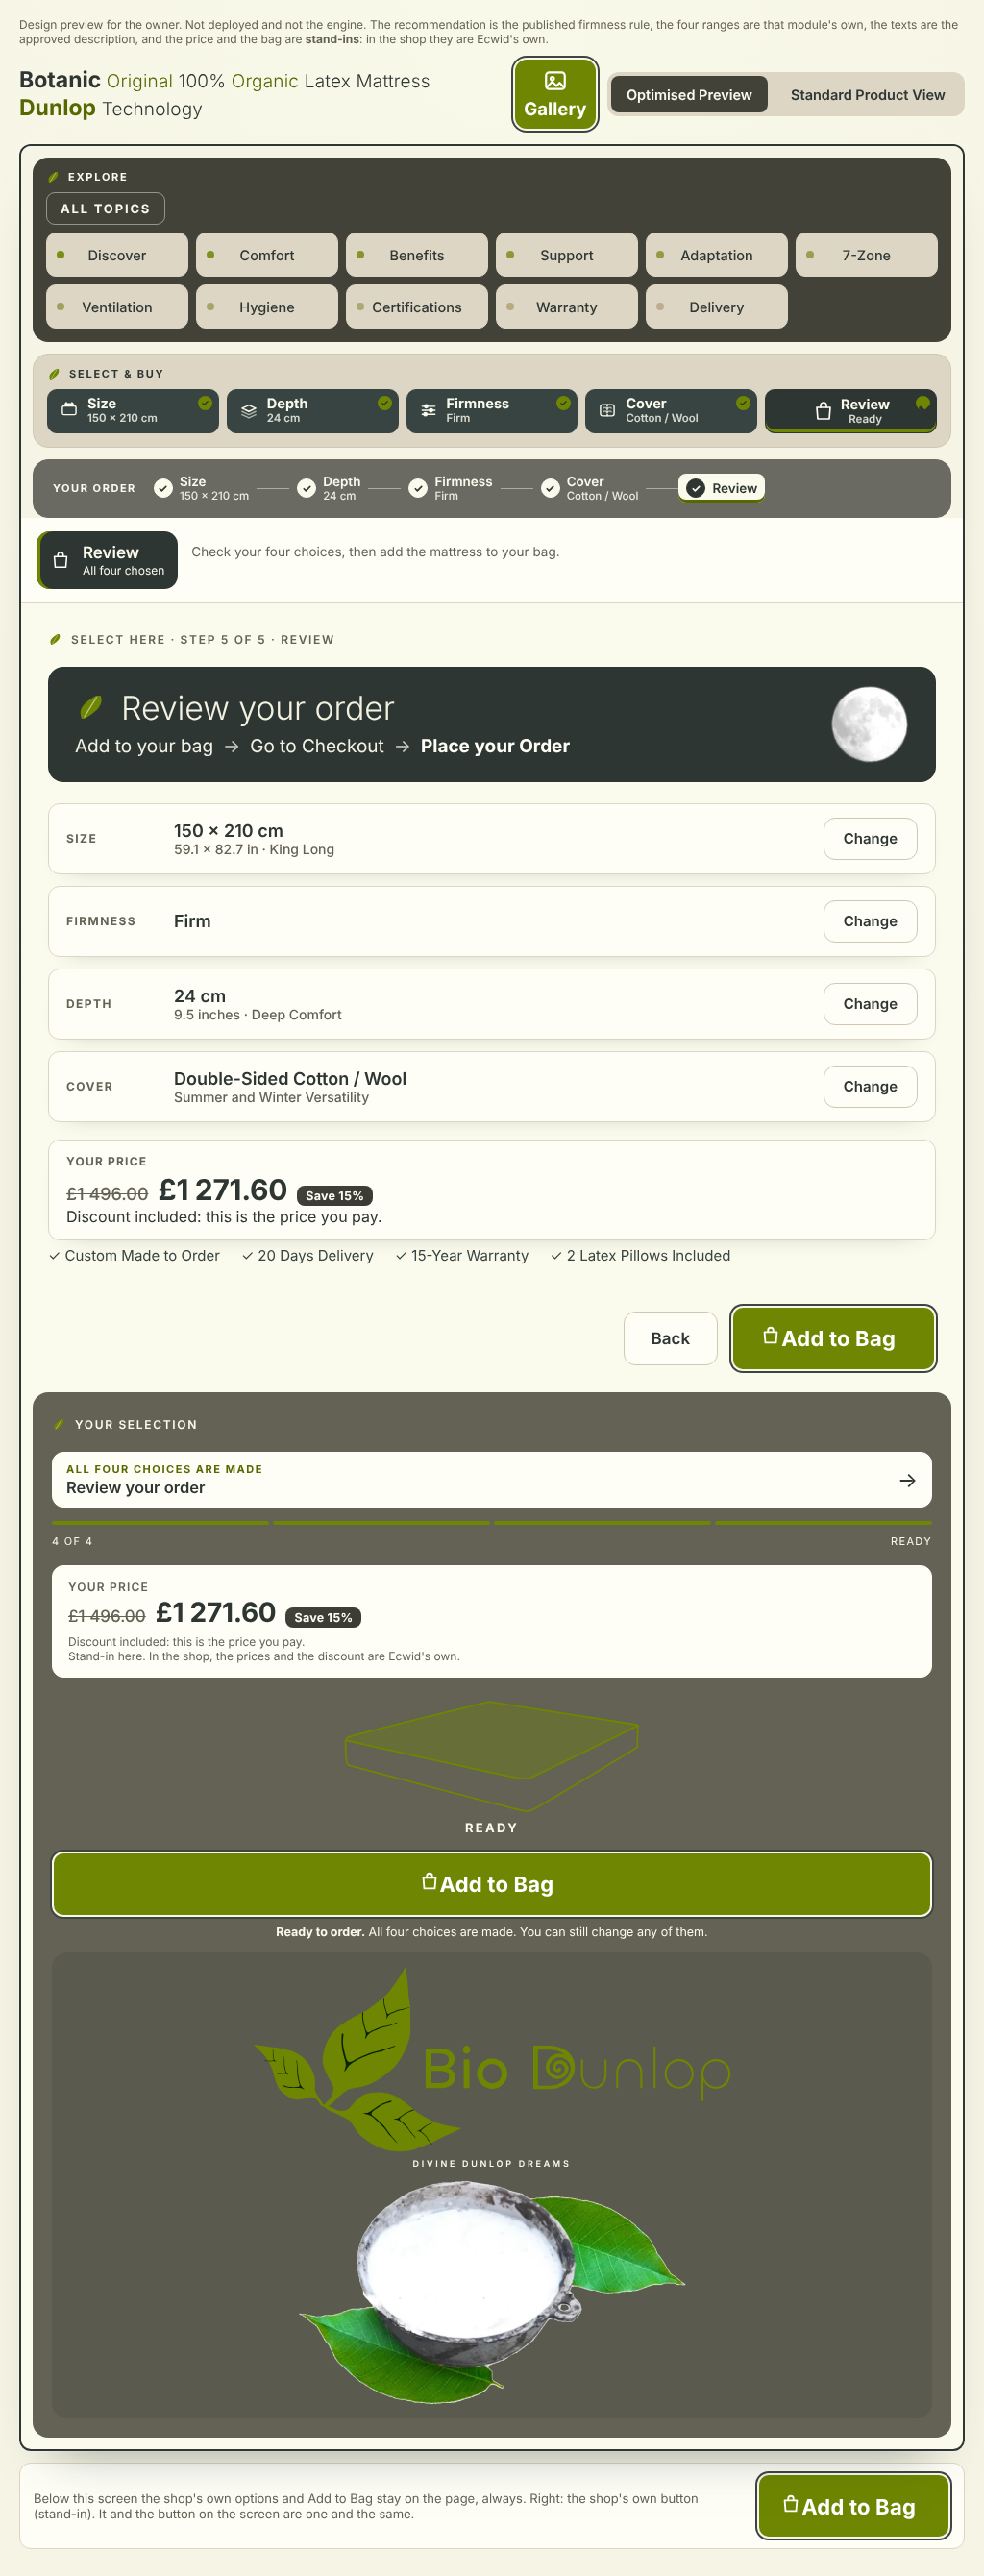 Design preview for the owner. Not deployed and not the engine. The recommendation is the published firmness rule, the four ranges are that module's own, the texts are the
approved description, and the price and the bag are stand-ins: in the shop they are Ecwid's own.
Botanic Original 100% Organic Latex Mattress
Dunlop Technology
Gallery
Optimised Preview
Standard Product View
EXPLORE
ALL TOPICS
Discover
Comfort
Benefits
Support
Adaptation
7-Zone
Ventilation
Hygiene
Certifications
Warranty
Delivery
SELECT & BUY
Size
150 × 210 cm
Depth
24 cm
Firmness
Firm
Cover
Cotton / Wool
Review
Ready
YOUR ORDER
Size
150 × 210 cm
Depth
24 cm
Firmness
Firm
Cover
Cotton / Wool
Review
Review
All four chosen
Check your four choices, then add the mattress to your bag.
SELECT HERE · STEP 5 OF 5 · REVIEW
Review your order
Add to your bag → Go to Checkout → Place your Order
SIZE
150 × 210 cm
59.1 × 82.7 in · King Long
Change
FIRMNESS
Firm
Change
DEPTH
24 cm
9.5 inches · Deep Comfort
Change
COVER
Double-Sided Cotton / Wool
Summer and Winter Versatility
Change
YOUR PRICE
£1 496.00 £1 271.60 Save 15%
Discount included: this is the price you pay.
✓ Custom Made to Order ✓ 20 Days Delivery ✓ 15-Year Warranty ✓ 2 Latex Pillows Included
Back
Add to Bag
YOUR SELECTION
ALL FOUR CHOICES ARE MADE
Review your order →
4 OF 4
READY
YOUR PRICE
£1 496.00 £1 271.60 Save 15%
Discount included: this is the price you pay.
Stand-in here. In the shop, the prices and the discount are Ecwid's own.
READY
Add to Bag
Ready to order. All four choices are made. You can still change any of them.
Bio Dunlop
DIVINE DUNLOP DREAMS
Below this screen the shop's own options and Add to Bag stay on the page, always. Right: the shop's own button
(stand-in). It and the button on the screen are one and the same.
Add to Bag